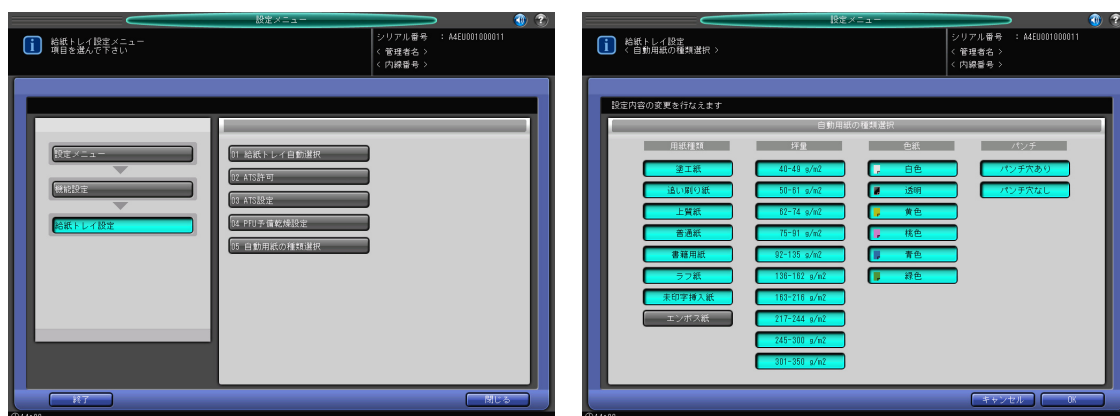 設定メニュー
給紙トレイ設定メニュー
項目を選んで下さい
シリアル番号 : A4EU001000011
< 管理者名 >
< 内線番号 >
設定メニュー
機能設定
給紙トレイ設定
01 給紙トレイ自動選択
02 ATS許可
03 ATS設定
04 PFU予備乾燥設定
05 自動用紙の種類選択
終了
閉じる
設定メニュー
給紙トレイ設定
< 自動用紙の種類選択 >
シリアル番号 : A4EU001000011
< 管理者名 >
< 内線番号 >
設定内容の変更を行なえます
自動用紙の種類選択
用紙種類 坪量 色紙 パンチ
塗工紙 40-49 g/m2 白色 パンチ穴あり
追い刷り紙 50-61 g/m2 透明 パンチ穴なし
上質紙 62-74 g/m2 黄色
普通紙 75-91 g/m2 桃色
書籍用紙 92-135 g/m2 青色
ラフ紙 136-162 g/m2 緑色
未印字挿入紙 163-216 g/m2
エンボス紙 217-244 g/m2
245-300 g/m2
301-350 g/m2
キャンセル OK